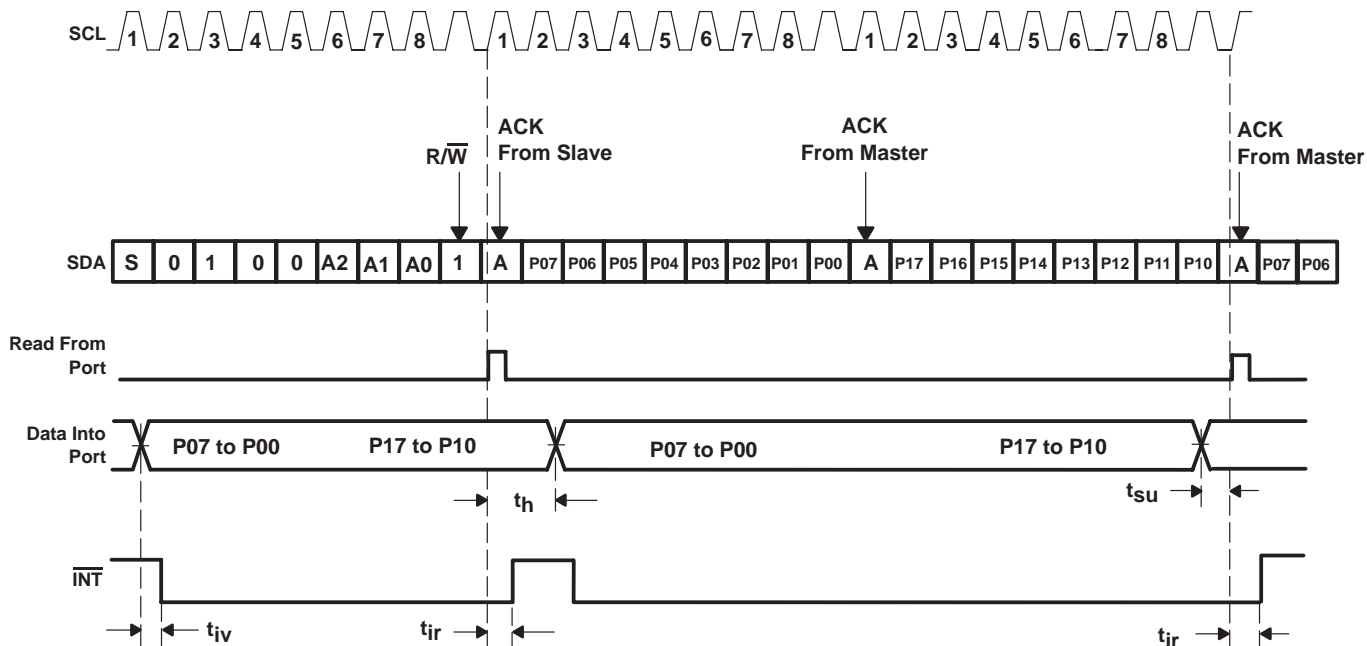 SCL 1 2 3 4 5 6 7 8 1 2 3 4 5 6 7 8 1 2 3 4 5 6 7 8
R/W̅
ACK
From Slave
ACK
From Master
ACK
From Master
SDA S 0 1 0 0 A2 A1 A0 1 A P07 P06 P05 P04 P03 P02 P01 P00 A P17 P16 P15 P14 P13 P12 P11 P10 A P07 P06
Read From
Port
Data Into
Port
P07 to P00 P17 to P10 P07 to P00 P17 to P10
th tsu
I̅N̅T̅
tiv tir tir